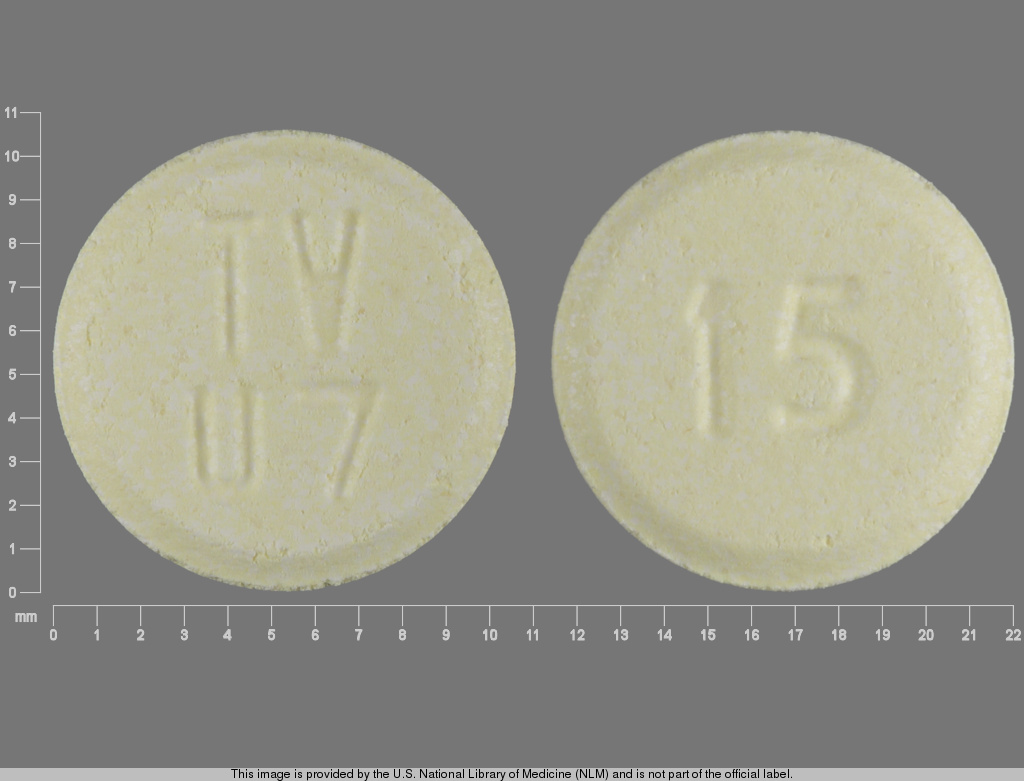 TV
U7
15
11
10
9
8
7
6
5
4
3
2
1
0
mm
0 1 2 3 4 5 6 7 8 9 10 11 12 13 14 15 16 17 18 19 20 21 22
This image is provided by the U.S. National Library of Medicine (NLM) and is not part of the official label.